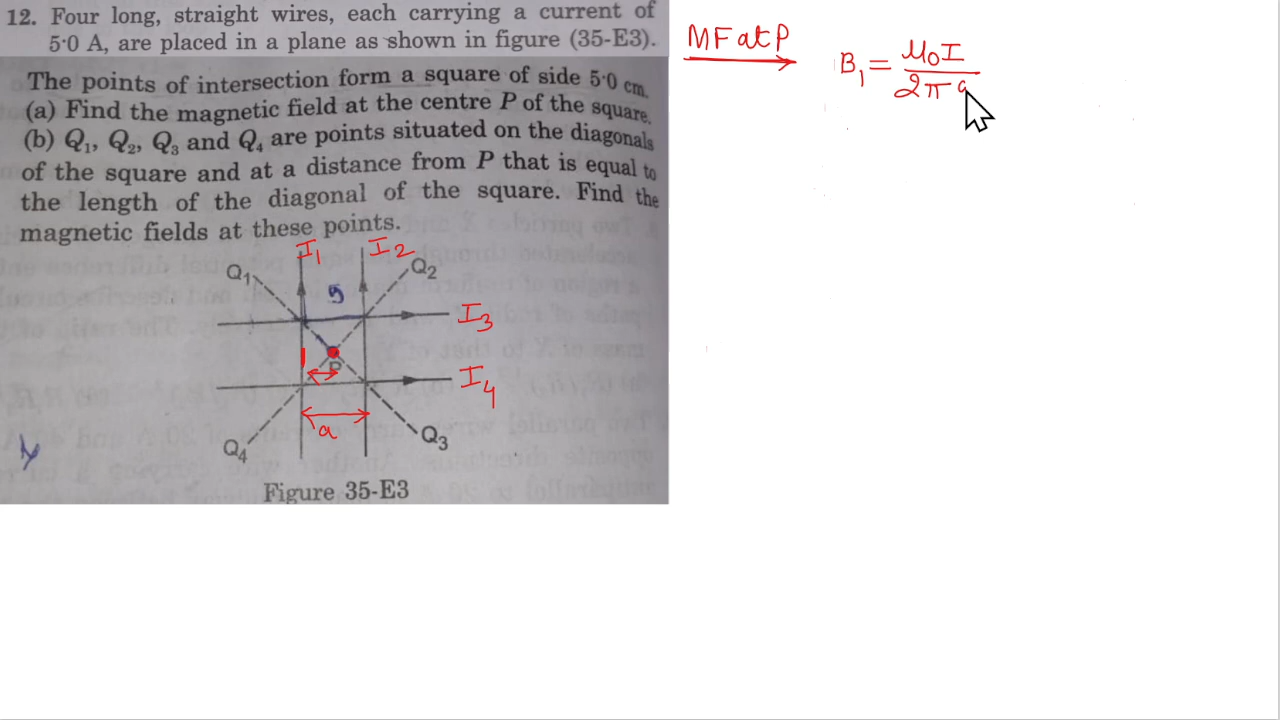 12. Four long, straight wires, each carrying a current of
5·0 A, are placed in a plane as shown in figure (35-E3).
The points of intersection form a square of side 5·0 cm.
(a) Find the magnetic field at the centre P of the square.
(b) Q₁, Q₂, Q₃ and Q₄ are points situated on the diagonals
of the square and at a distance from P that is equal to
the length of the diagonal of the square. Find the
magnetic fields at these points.
I₁ I₂
Q₁ Q₂
5
I₃
P
I₄
a
Q₄ Q₃
Figure 35-E3
MF at P
B₁ = μ₀I
2π